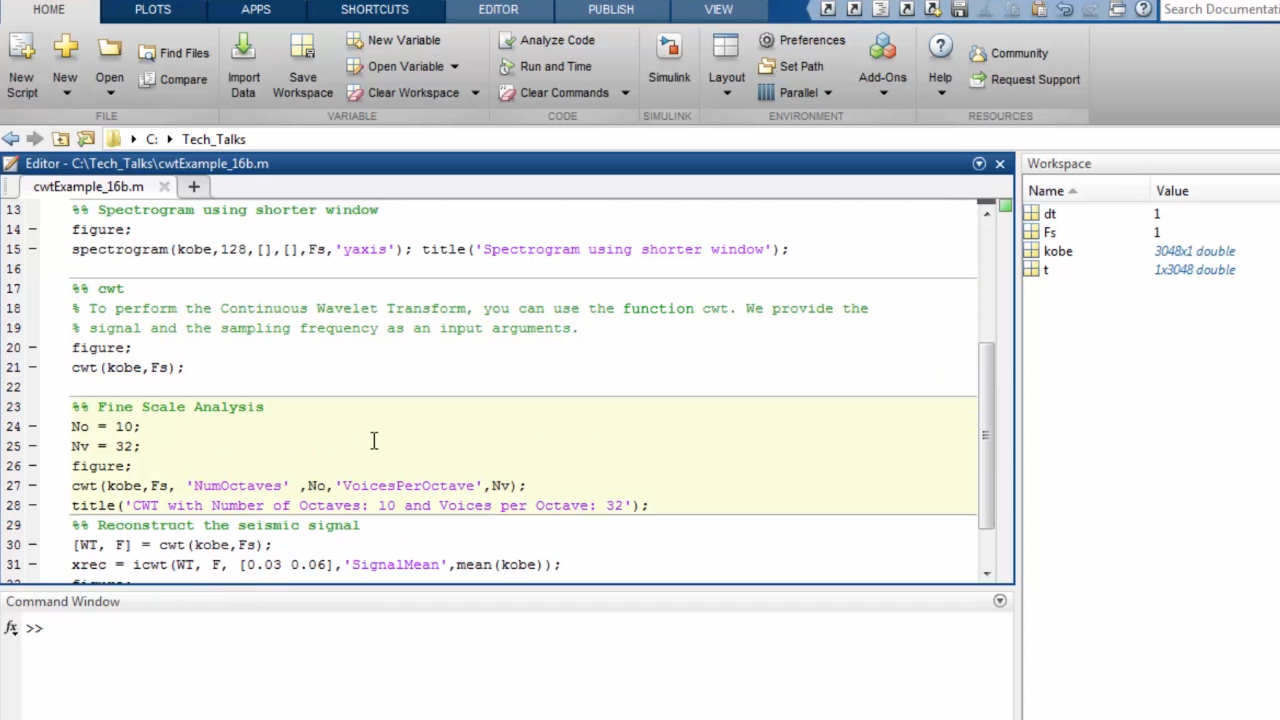 HOME PLOTS APPS SHORTCUTS EDITOR PUBLISH VIEW Search Documentati
New Script
New
Open
Find Files
Compare
FILE
Import Data
Save Workspace
New Variable
Open Variable
Clear Workspace
VARIABLE
Analyze Code
Run and Time
Clear Commands
CODE
Simulink
SIMULINK
Layout
Preferences
Set Path
Parallel
Add-Ons
ENVIRONMENT
Help
Community
Request Support
RESOURCES
C: Tech_Talks
Editor - C:\Tech_Talks\cwtExample_16b.m
cwtExample_16b.m
13 %% Spectrogram using shorter window
14 – figure;
15 – spectrogram(kobe,128,[],[],Fs,'yaxis'); title('Spectrogram using shorter window');
16
17 %% cwt
18 % To perform the Continuous Wavelet Transform, you can use the function cwt. We provide the
19 % signal and the sampling frequency as an input arguments.
20 – figure;
21 – cwt(kobe,Fs);
22
23 %% Fine Scale Analysis
24 – No = 10;
25 – Nv = 32;
26 – figure;
27 – cwt(kobe,Fs, 'NumOctaves' ,No,'VoicesPerOctave',Nv);
28 – title('CWT with Number of Octaves: 10 and Voices per Octave: 32');
29 %% Reconstruct the seismic signal
30 – [WT, F] = cwt(kobe,Fs);
31 – xrec = icwt(WT, F, [0.03 0.06],'SignalMean',mean(kobe));
Command Window
fx >>
Workspace
Name Value
dt 1
Fs 1
kobe 3048x1 double
t 1x3048 double